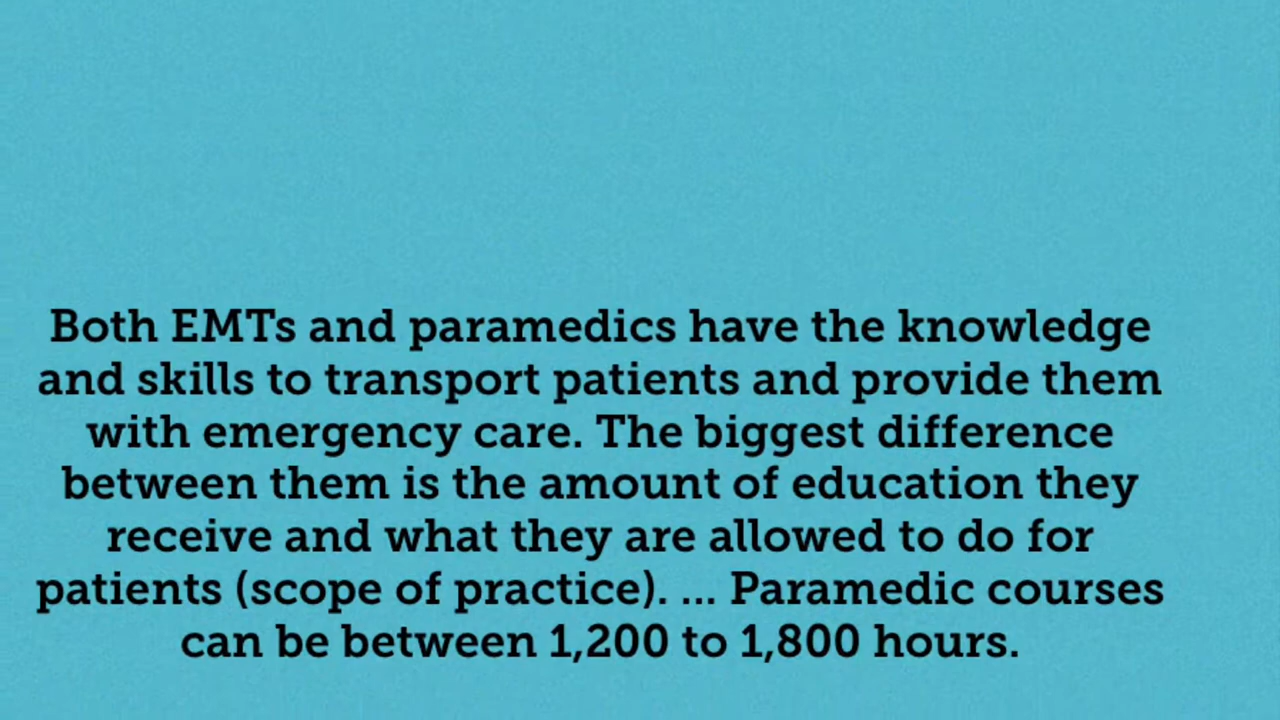 Both EMTs and paramedics have the knowledge
and skills to transport patients and provide them
with emergency care. The biggest difference
between them is the amount of education they
receive and what they are allowed to do for
patients (scope of practice). ... Paramedic courses
can be between 1,200 to 1,800 hours.